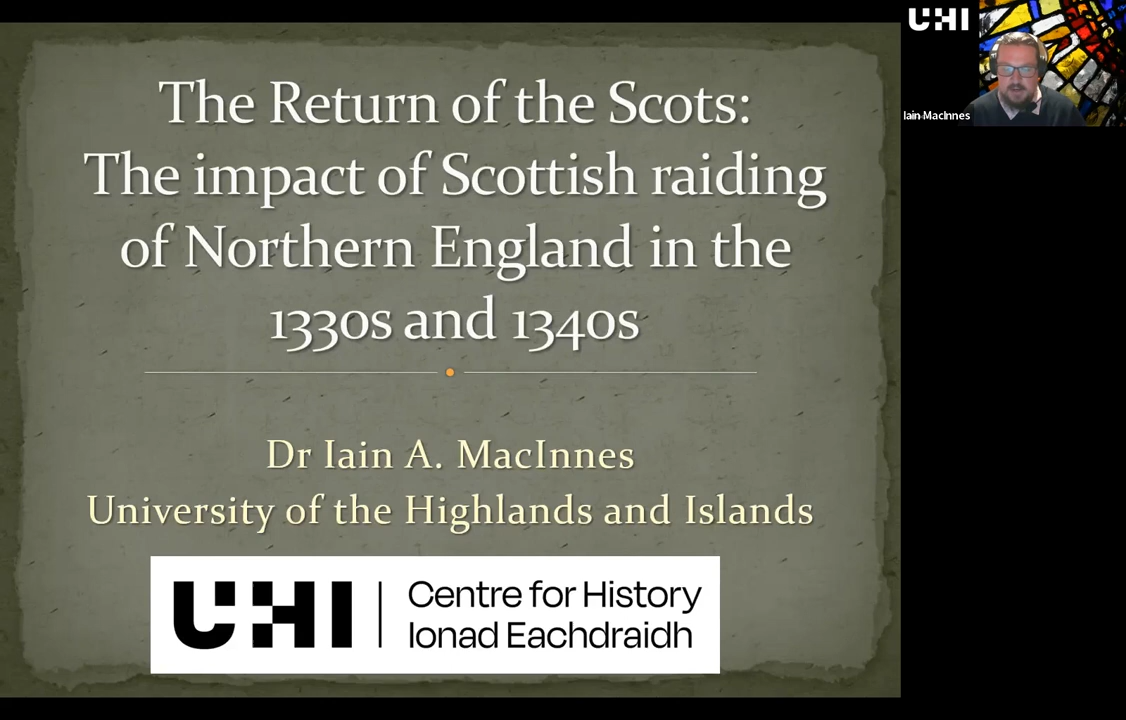 The Return of the Scots:
The impact of Scottish raiding
of Northern England in the
1330s and 1340s
Dr Iain A. MacInnes
University of the Highlands and Islands
UHI
Centre for History
Ionad Eachdraidh
UHI
Iain MacInnes